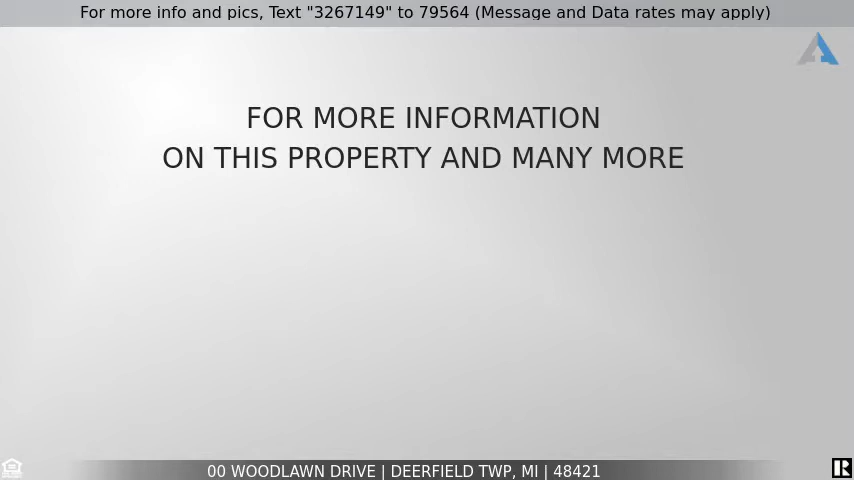 For more info and pics, Text "3267149" to 79564 (Message and Data rates may apply)
FOR MORE INFORMATION
ON THIS PROPERTY AND MANY MORE
00 WOODLAWN DRIVE | DEERFIELD TWP, MI | 48421